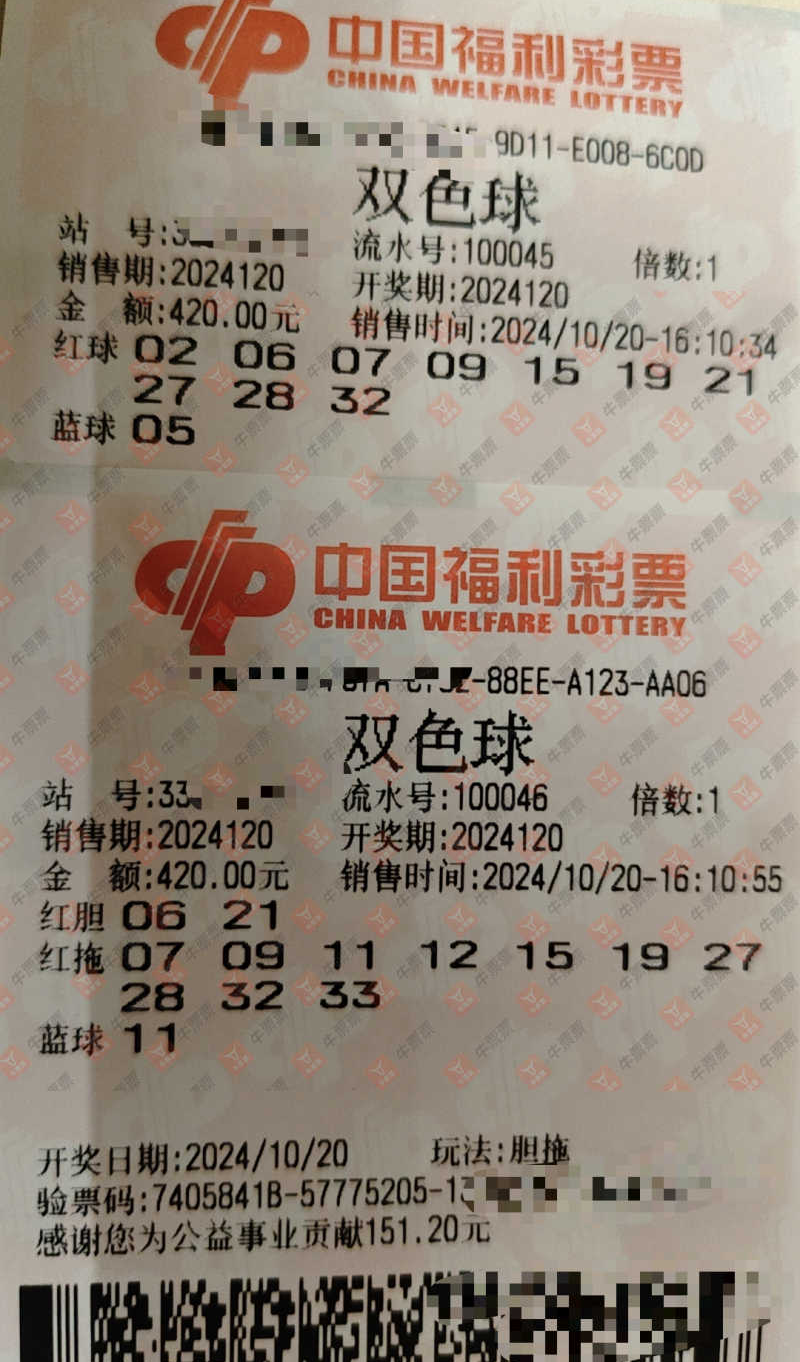 中国福利彩票
CHINA WELFARE LOTTERY
9D11-E008-6C0D
双色球
站 号:3
流水号:100045 倍数:1
销售期:2024120 开奖期:2024120
金 额:420.00元 销售时间:2024/10/20-16:10:34
红球 02 06 07 09 15 19 21
27 28 32
蓝球 05
中国福利彩票
CHINA WELFARE LOTTERY
-88EE-A123-AA06
双色球
站 号:33 流水号:100046 倍数:1
销售期:2024120 开奖期:2024120
金 额:420.00元 销售时间:2024/10/20-16:10:55
红胆 06 21
红拖 07 09 11 12 15 19 27
28 32 33
蓝球 11
开奖日期:2024/10/20 玩法:胆拖
验票码:7405841B-57775205-1
感谢您为公益事业贡献151.20元